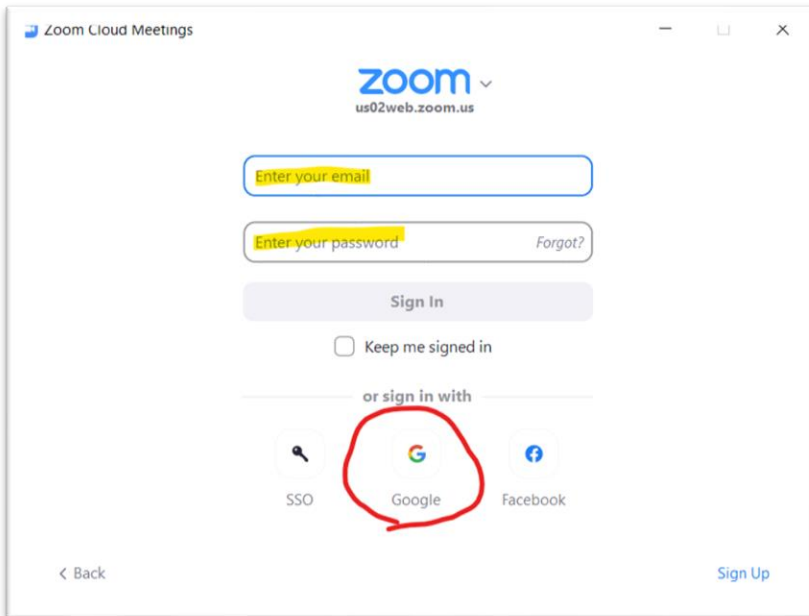 Zoom Cloud Meetings
zoom
us02web.zoom.us
Enter your email
Enter your password Forgot?
Sign In
Keep me signed in
or sign in with
SSO Google Facebook
< Back Sign Up